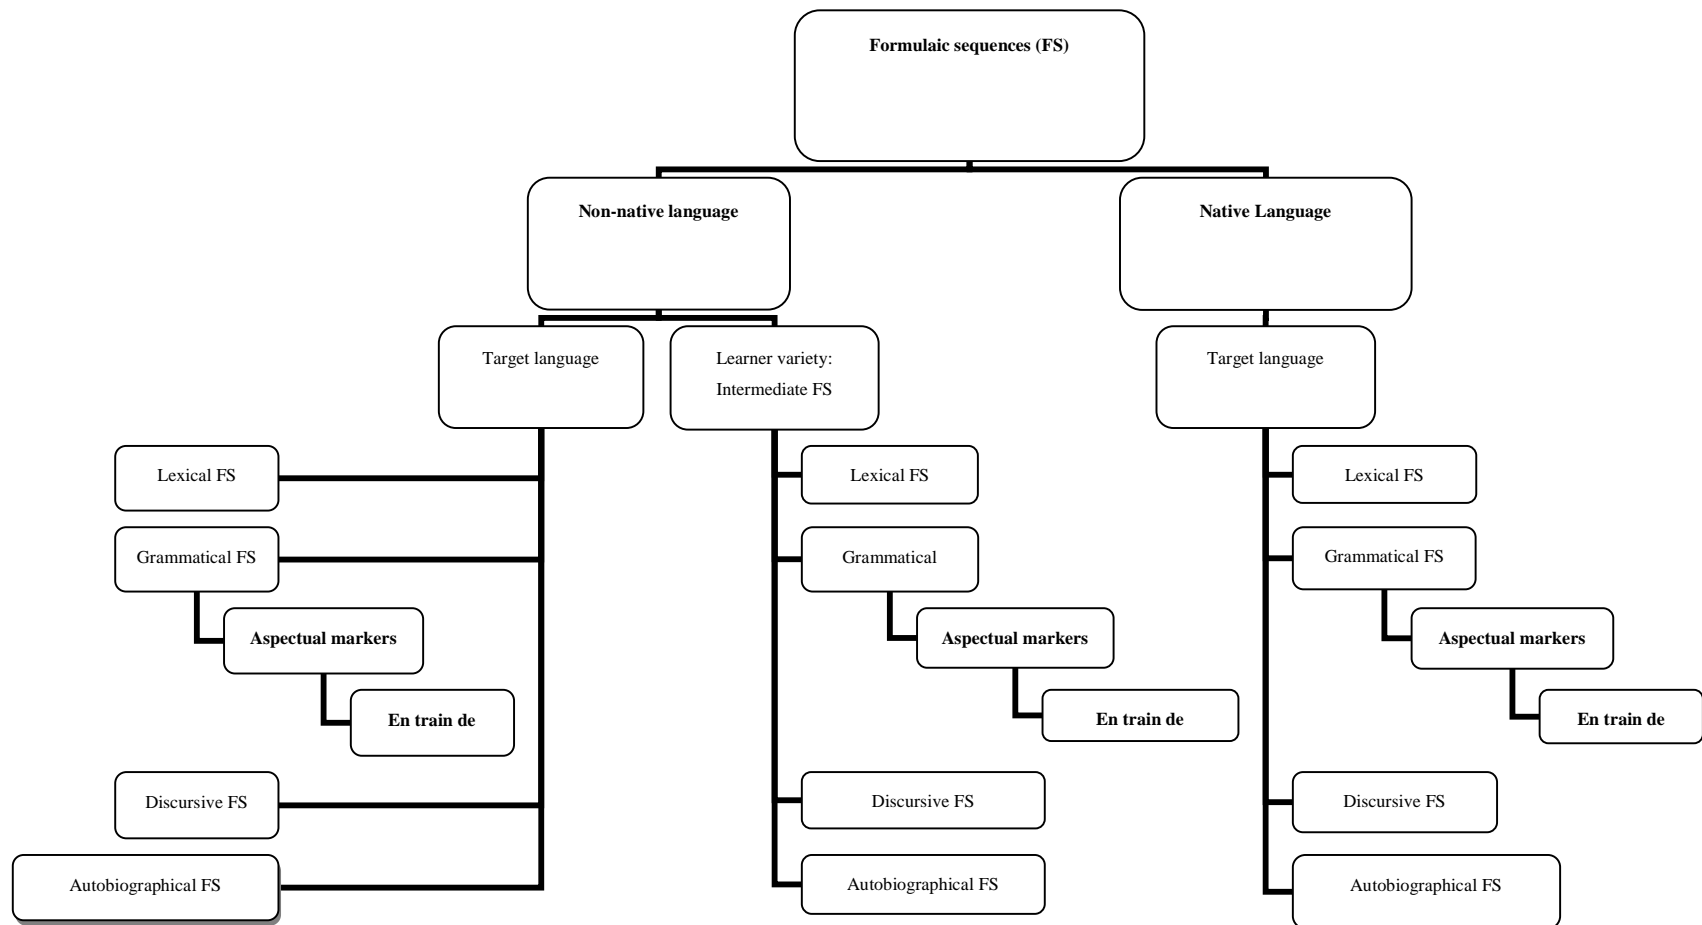 Formulaic sequences (FS)
Non-native language
Native Language
Target language
Learner variety:
Intermediate FS
Target language
Lexical FS
Lexical FS
Lexical FS
Grammatical FS
Grammatical
Grammatical FS
Aspectual markers
Aspectual markers
Aspectual markers
En train de
En train de
En train de
Discursive FS
Discursive FS
Discursive FS
Autobiographical FS
Autobiographical FS
Autobiographical FS